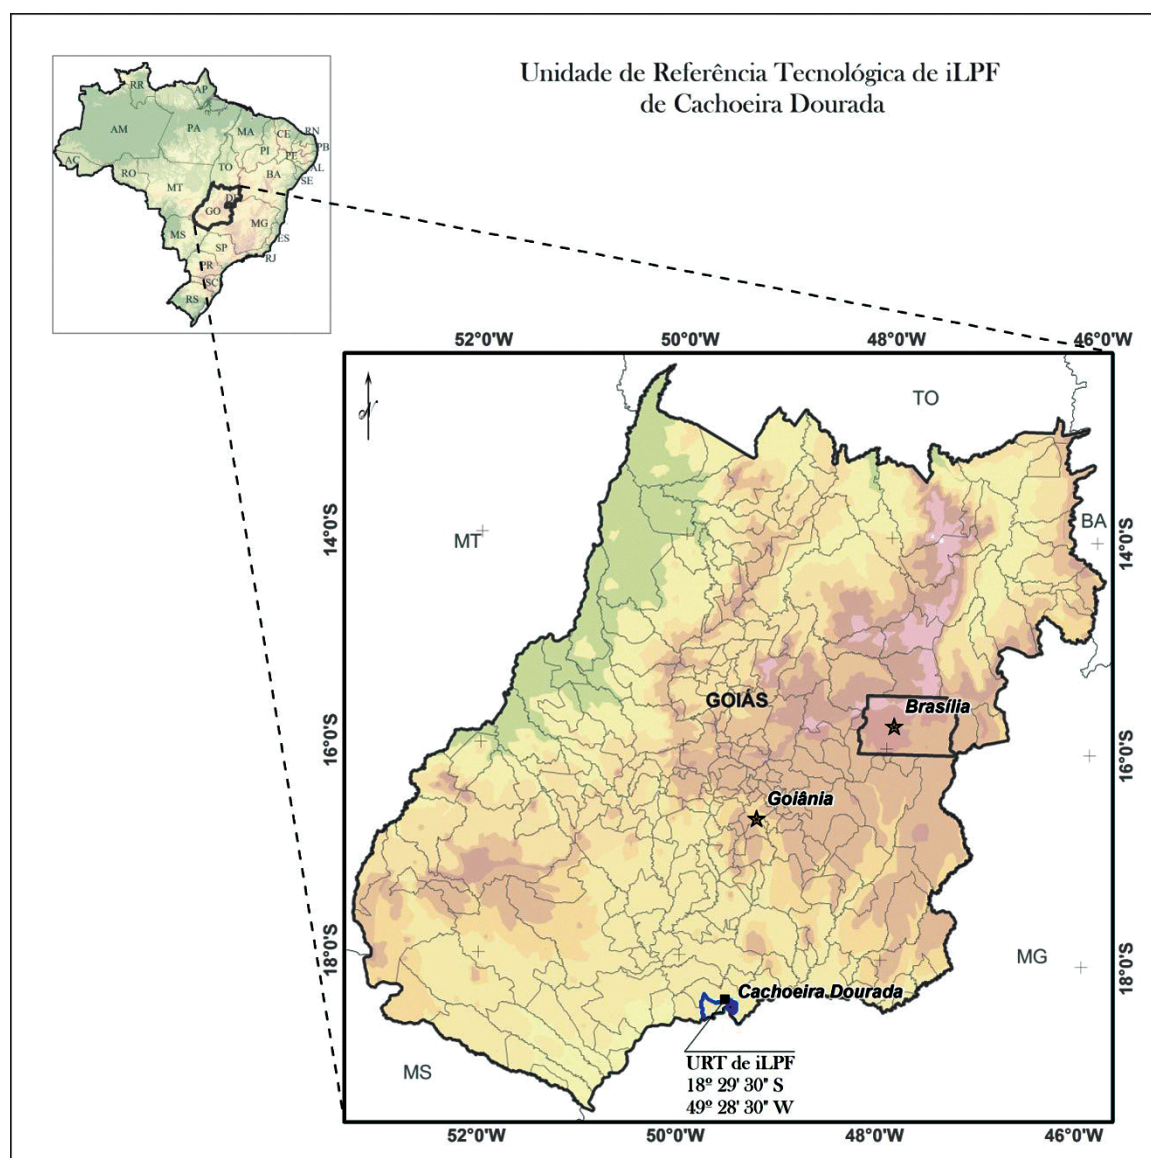 Unidade de Referência Tecnológica de iLPF
de Cachoeira Dourada
RR
AP
AM
PA
MA
CE
RN
PI
PB
PE
AC
TO
AL
RO
BA
SE
MT
DF
GO
MG
MS
ES
SP
RJ
PR
SC
RS
52°0'W
50°0'W
48°0'W
46°0'W
N
TO
MT
BA
14°0'S
14°0'S
GOIÁS
Brasília
16°0'S
16°0'S
Goiânia
18°0'S
18°0'S
MG
Cachoeira Dourada
MS
URT de iLPF
18º 29' 30" S
49º 28' 30" W
52°0'W
50°0'W
48°0'W
46°0'W